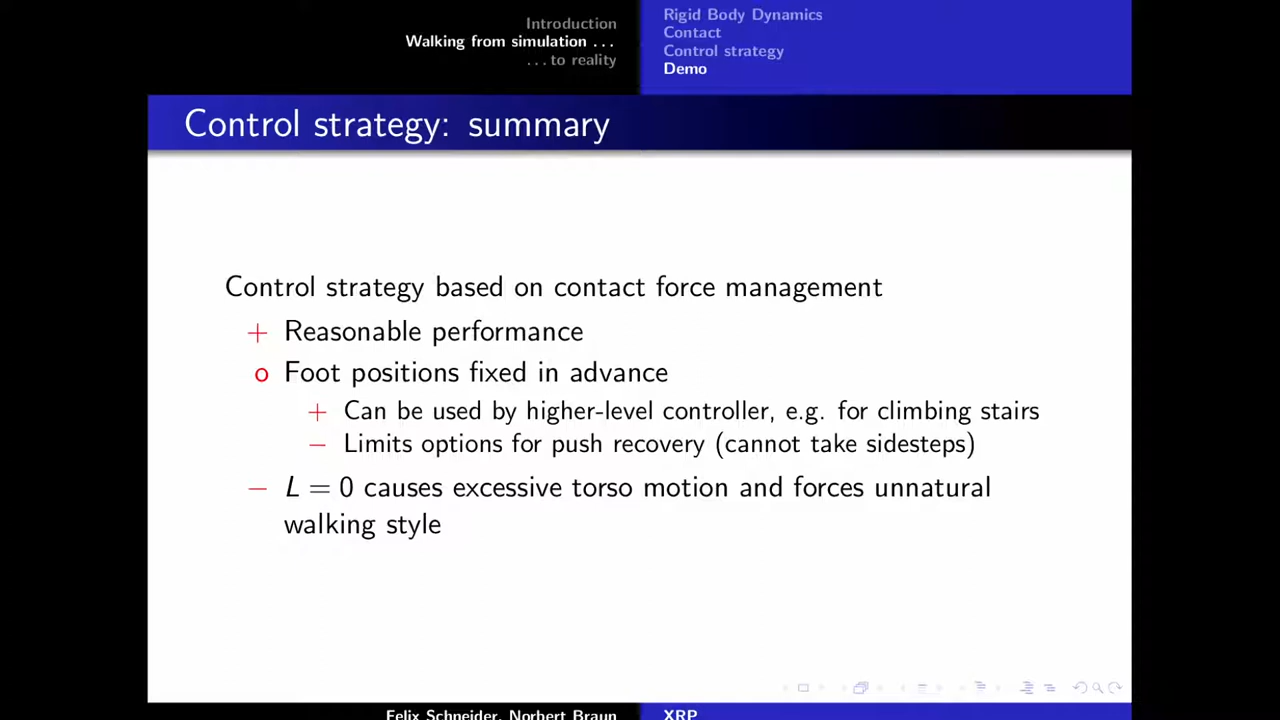 Introduction
Walking from simulation ...
... to reality
Rigid Body Dynamics
Contact
Control strategy
Demo
Control strategy: summary
Control strategy based on contact force management
+ Reasonable performance
o Foot positions fixed in advance
+ Can be used by higher-level controller, e.g. for climbing stairs
− Limits options for push recovery (cannot take sidesteps)
− L = 0 causes excessive torso motion and forces unnatural
walking style
Felix Schneider, Norbert Braun
XRP